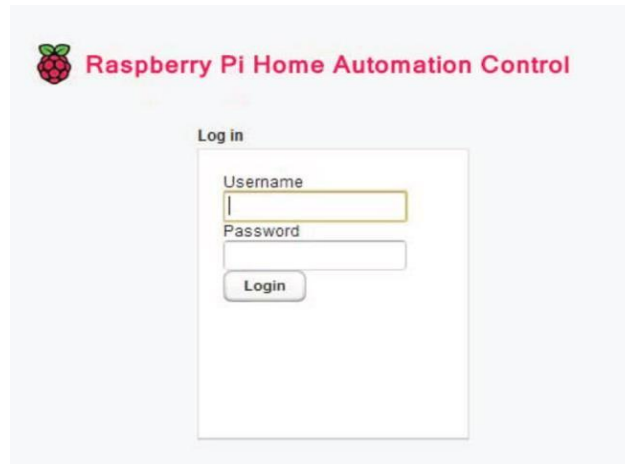 Raspberry Pi Home Automation Control
Log in
Username
Password
Login